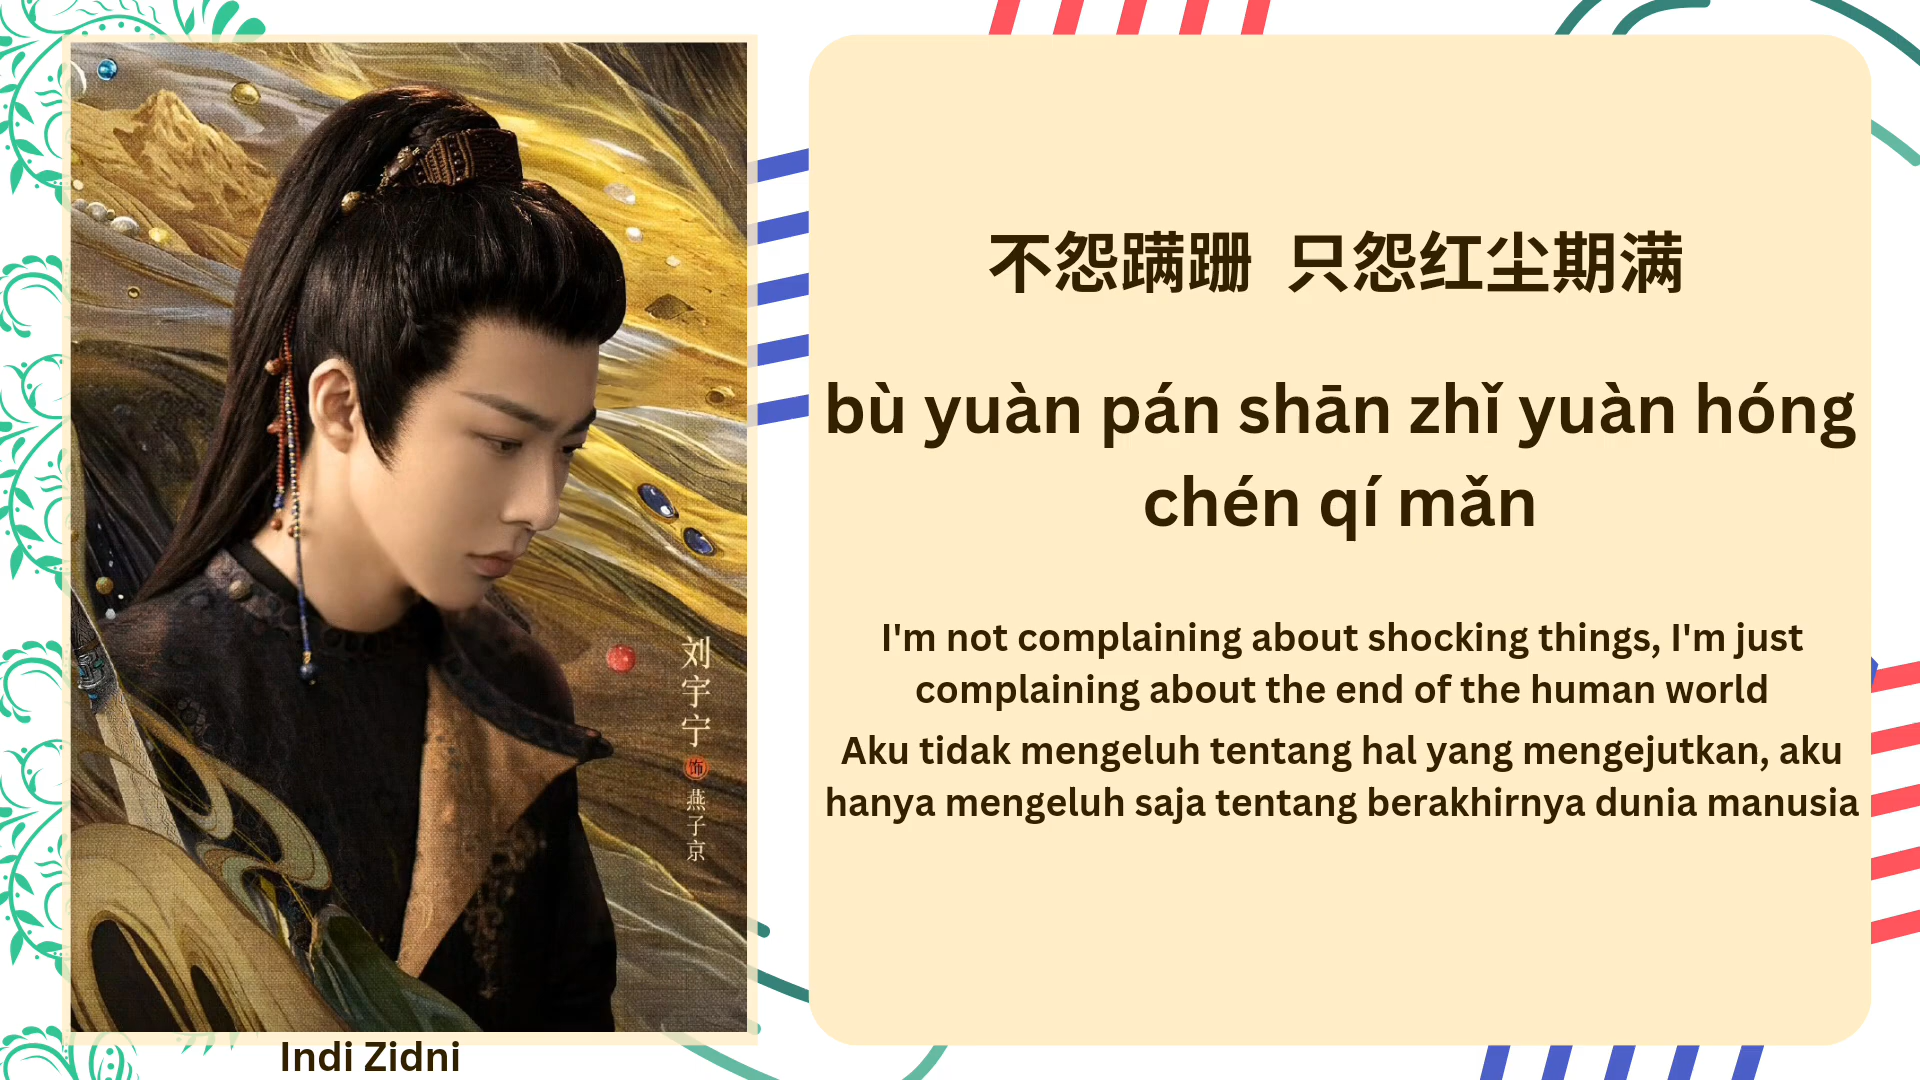 刘宇宁
饰
燕子京
Indi Zidni
不怨蹒跚 只怨红尘期满
bù yuàn pán shān zhǐ yuàn hóng
chén qí mǎn
I'm not complaining about shocking things, I'm just
complaining about the end of the human world
Aku tidak mengeluh tentang hal yang mengejutkan, aku
hanya mengeluh saja tentang berakhirnya dunia manusia